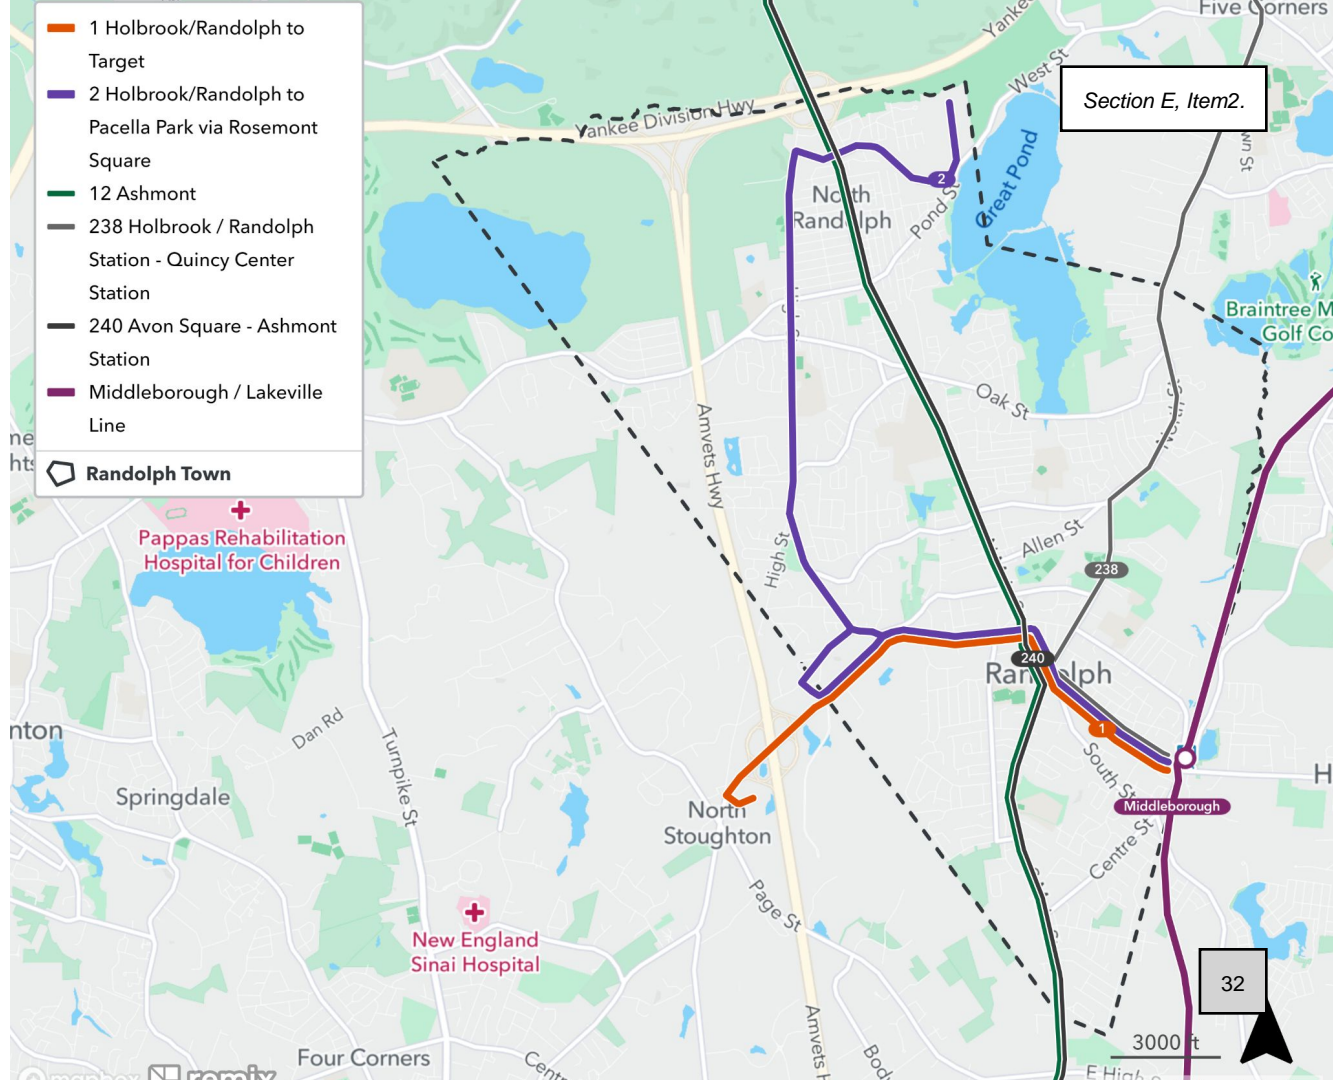 1 Holbrook/Randolph to
Target
2 Holbrook/Randolph to
Pacella Park via Rosemont
Square
12 Ashmont
238 Holbrook / Randolph
Station - Quincy Center
Station
240 Avon Square - Ashmont
Station
Middleborough / Lakeville
Line
Randolph Town
Five Corners
West St
Section E, Item2.
Yankee Division Hwy
2
North
Randolph
Pond St
Great Pond
Golf Co
Braintree M
Oak St
Amvets Hwy
Pappas Rehabilitation
Hospital for Children
High St
Allen St
238
240
1
Dan Rd
Turnpike St
South St
Springdale
North
Stoughton
Middleborough
Centre St
Page St
New England
Sinai Hospital
32
3000 ft
Four Corners
Amvets H
E High
mapbox
remix